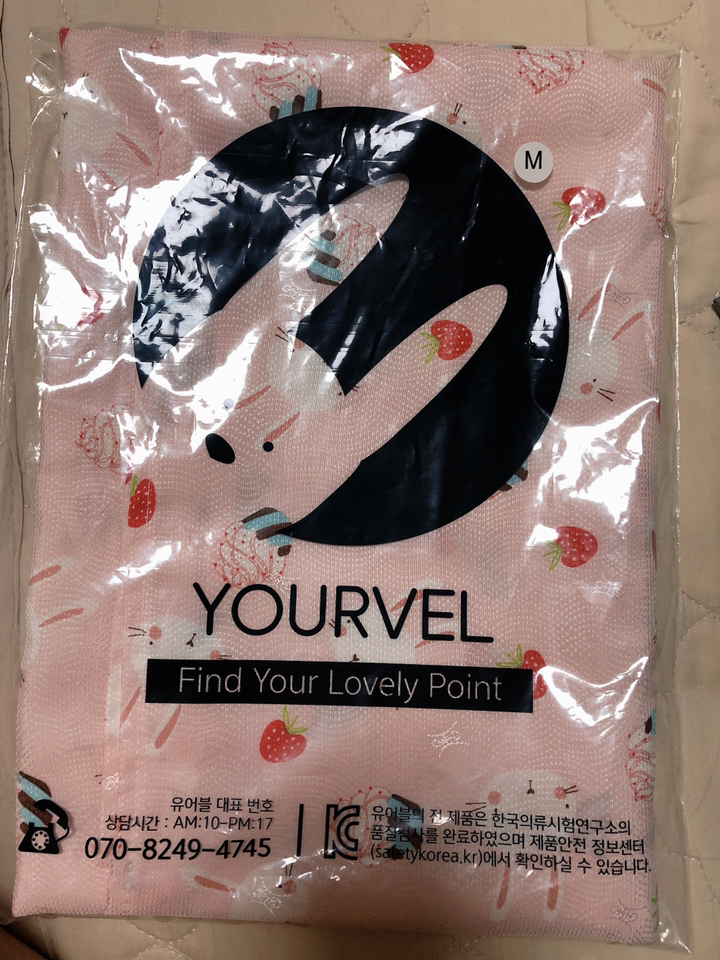 M
YOURVEL
Find Your Lovely Point
유어블 대표 번호
상담시간 : AM:10-PM:17
070-8249-4745
유어블의 전 제품은 한국의류시험연구소의
품질검사를 완료하였으며 제품안전 정보센터
(safetykorea.kr)에서 확인하실 수 있습니다.